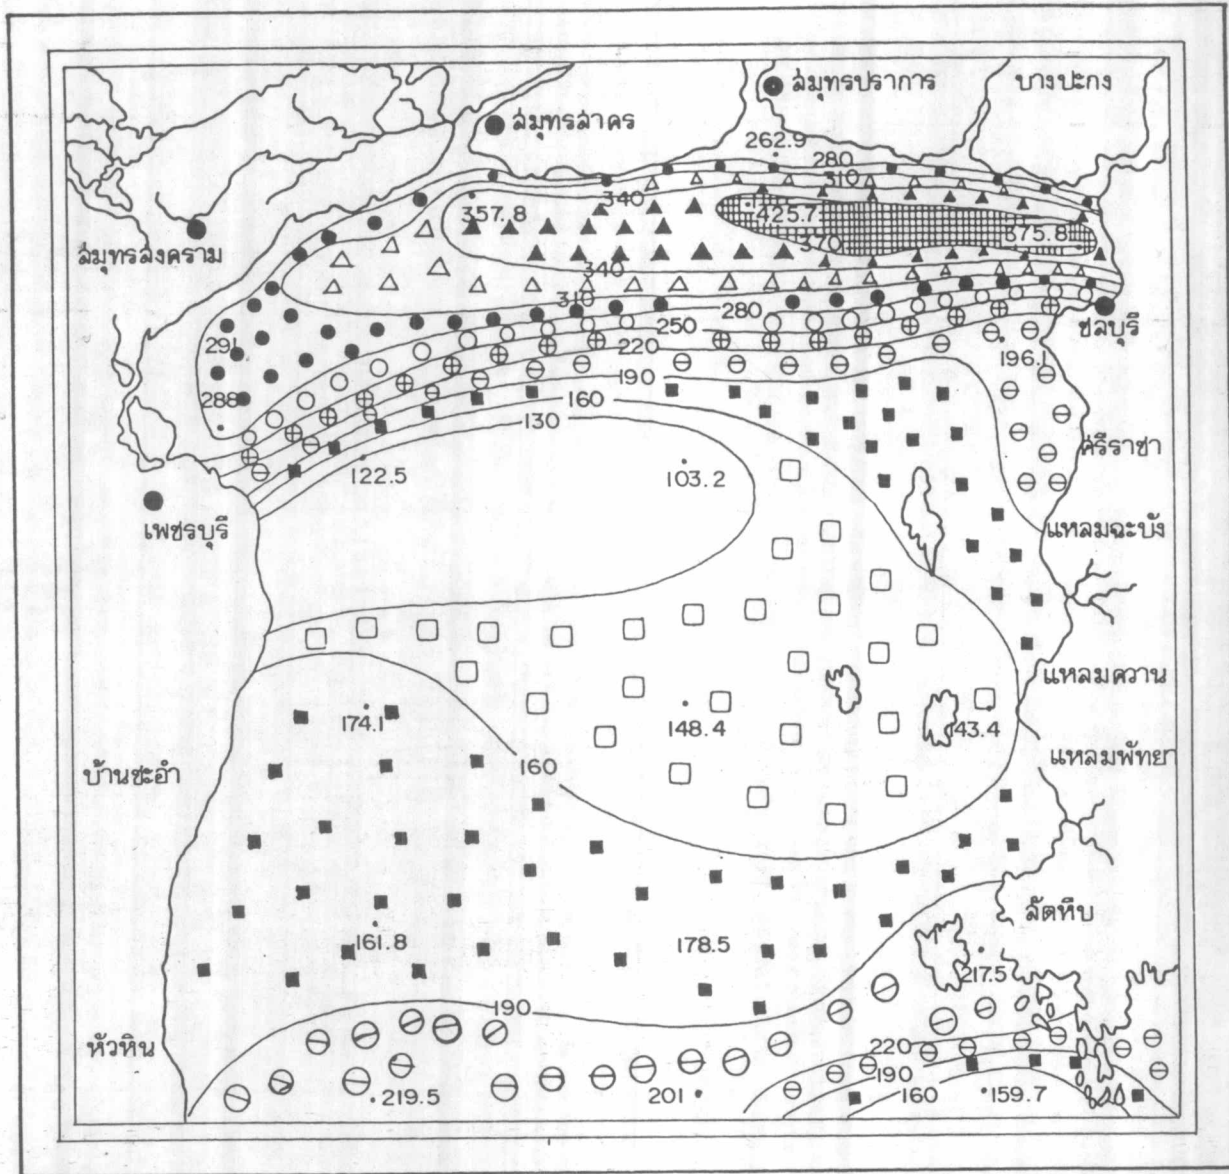 สมุทรปราการ
บางปะกง
สมุทรสาคร
262.9
280
310
340
357.8
425.7
375.8
370
สมุทรสงคราม
340
310
280
ชลบุรี
250
291
220
196.1
190
288
160
130
ศรีราชา
122.5
103.2
เพชรบุรี
แหลมฉะบัง
แหลมควาน
174.1
148.4
143.4
แหลมพัทยา
160
บ้านชะอำ
สัตหีบ
161.8
178.5
217.5
190
หัวหิน
220
190
219.5
201
160
159.7